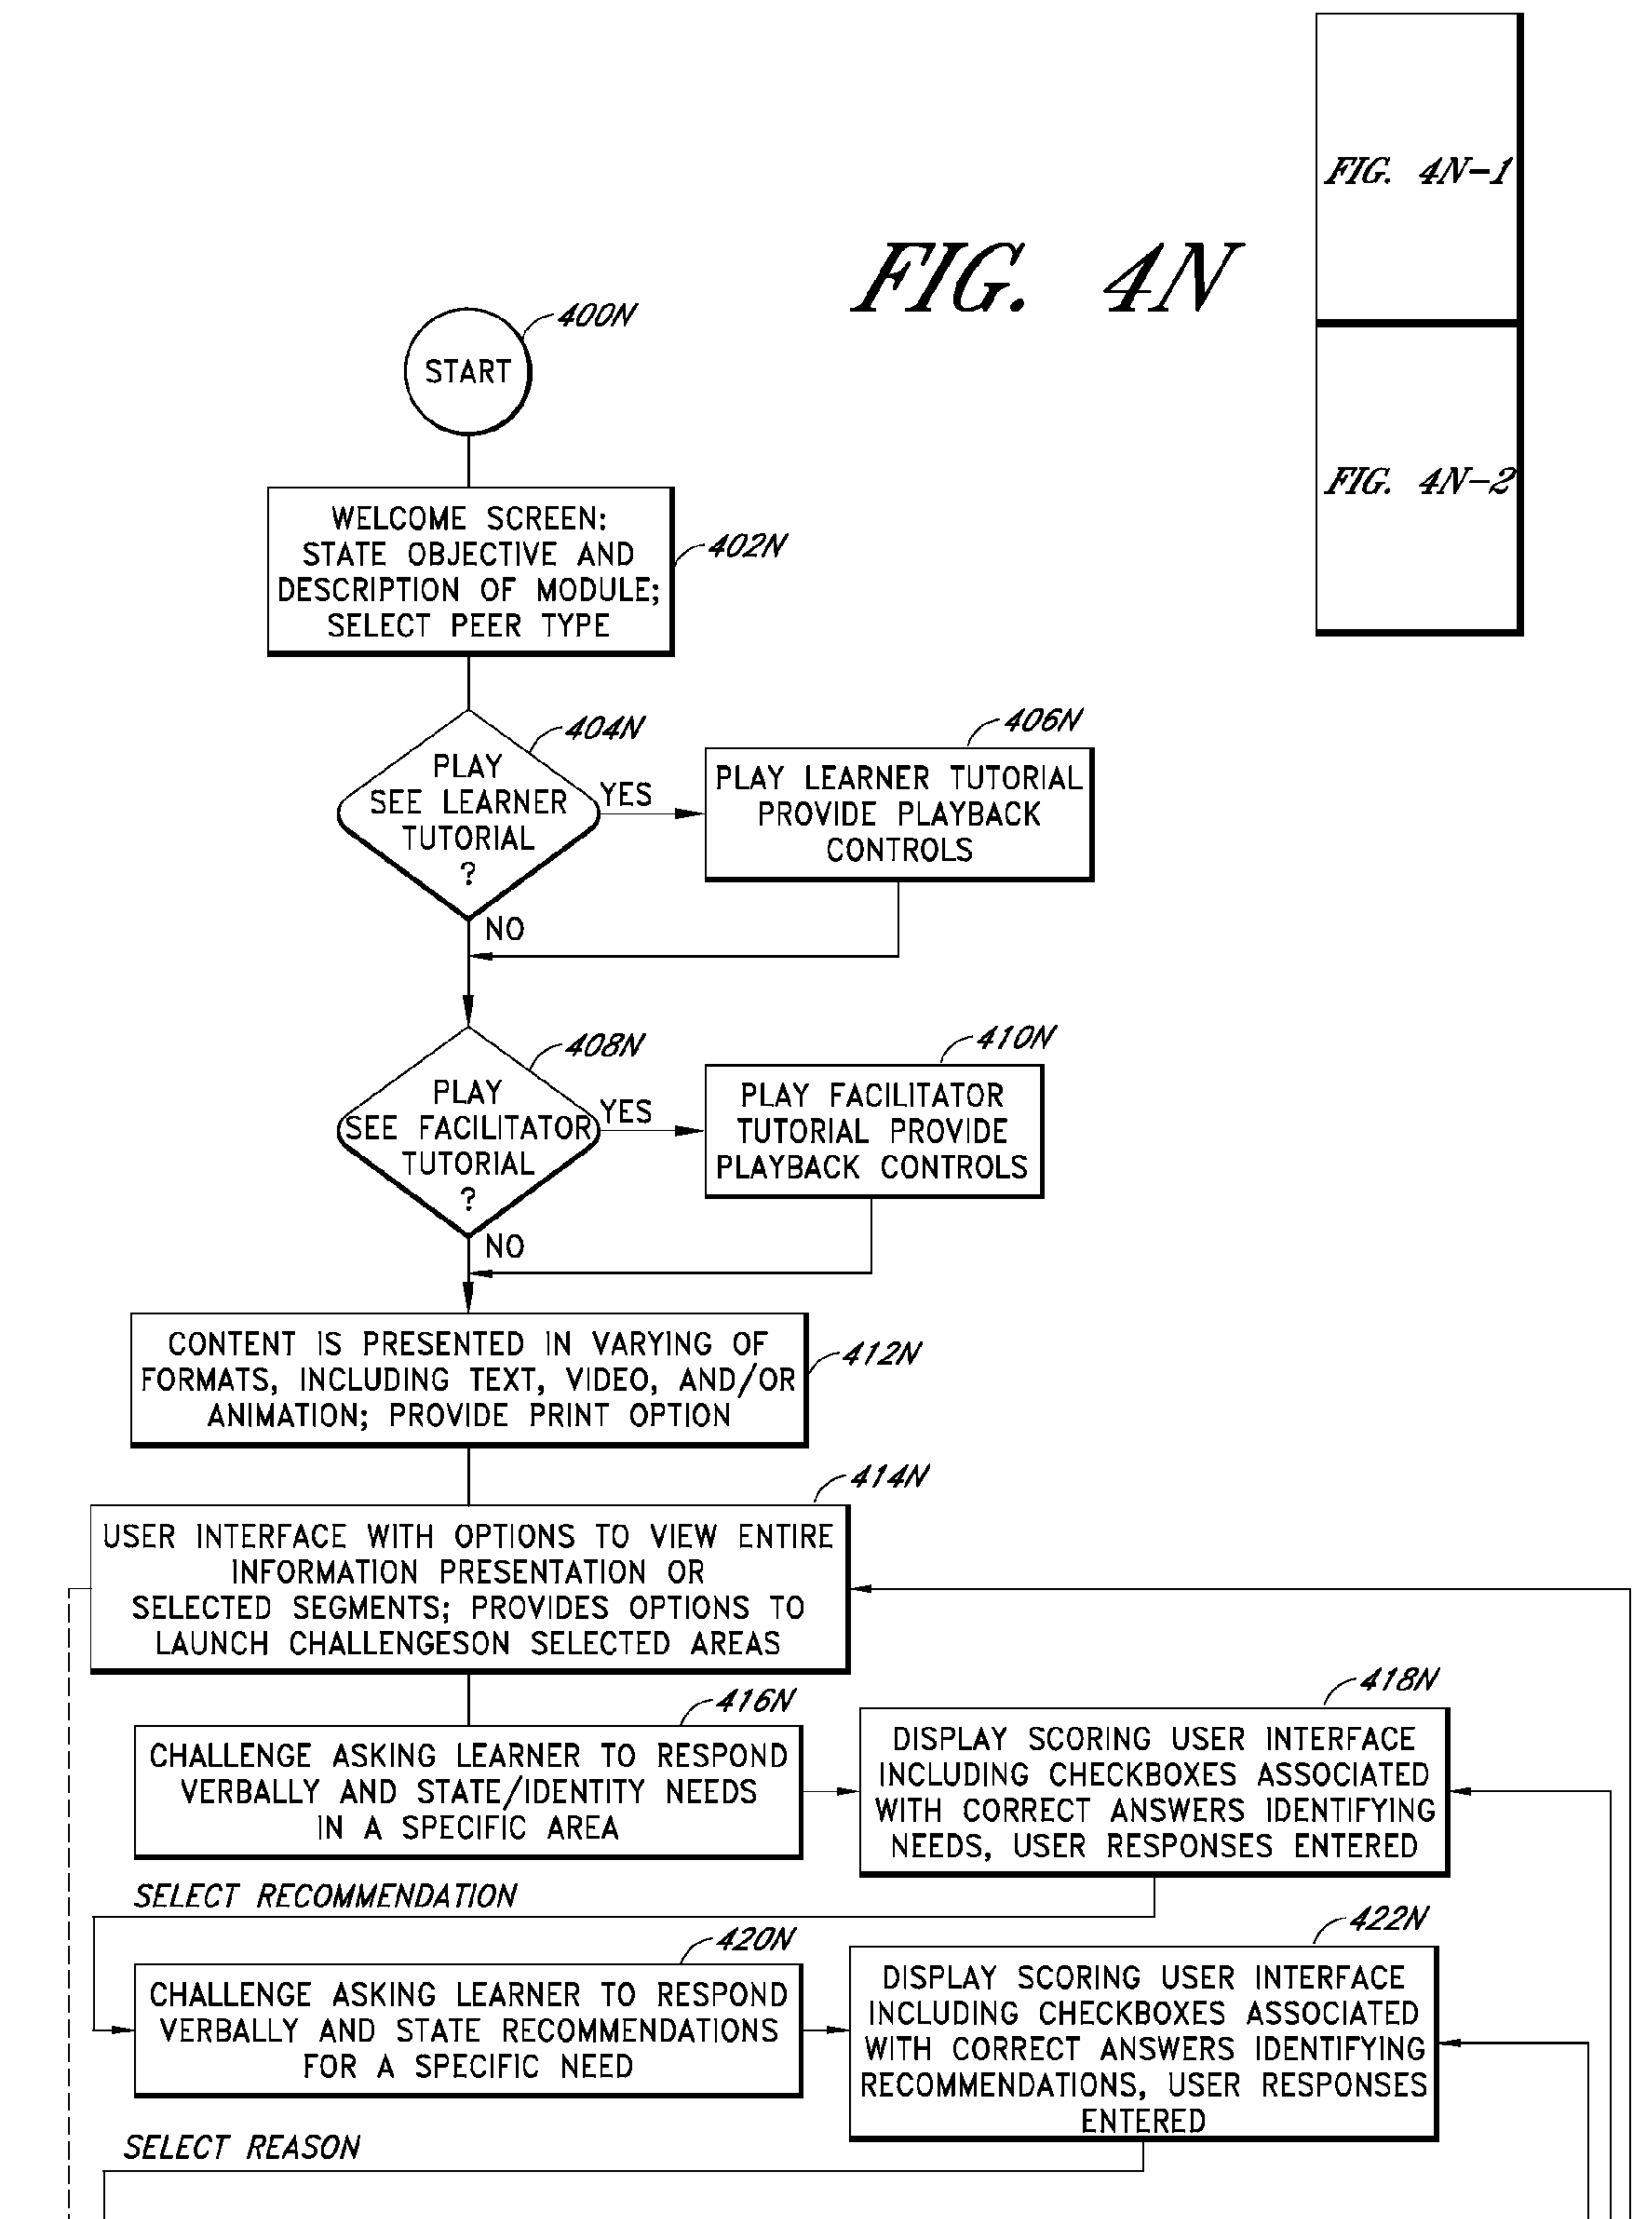 FIG. 4N
FIG. 4N-1
FIG. 4N-2
400N
START
WELCOME SCREEN:
STATE OBJECTIVE AND
DESCRIPTION OF MODULE;
SELECT PEER TYPE
402N
404N
PLAY
SEE LEARNER
TUTORIAL
?
YES
NO
406N
PLAY LEARNER TUTORIAL
PROVIDE PLAYBACK
CONTROLS
408N
PLAY
SEE FACILITATOR
TUTORIAL
?
YES
NO
410N
PLAY FACILITATOR
TUTORIAL PROVIDE
PLAYBACK CONTROLS
CONTENT IS PRESENTED IN VARYING OF
FORMATS, INCLUDING TEXT, VIDEO, AND/OR
ANIMATION; PROVIDE PRINT OPTION
412N
414N
USER INTERFACE WITH OPTIONS TO VIEW ENTIRE
INFORMATION PRESENTATION OR
SELECTED SEGMENTS; PROVIDES OPTIONS TO
LAUNCH CHALLENGESON SELECTED AREAS
416N
CHALLENGE ASKING LEARNER TO RESPOND
VERBALLY AND STATE/IDENTITY NEEDS
IN A SPECIFIC AREA
418N
DISPLAY SCORING USER INTERFACE
INCLUDING CHECKBOXES ASSOCIATED
WITH CORRECT ANSWERS IDENTIFYING
NEEDS, USER RESPONSES ENTERED
SELECT RECOMMENDATION
420N
CHALLENGE ASKING LEARNER TO RESPOND
VERBALLY AND STATE RECOMMENDATIONS
FOR A SPECIFIC NEED
422N
DISPLAY SCORING USER INTERFACE
INCLUDING CHECKBOXES ASSOCIATED
WITH CORRECT ANSWERS IDENTIFYING
RECOMMENDATIONS, USER RESPONSES
ENTERED
SELECT REASON